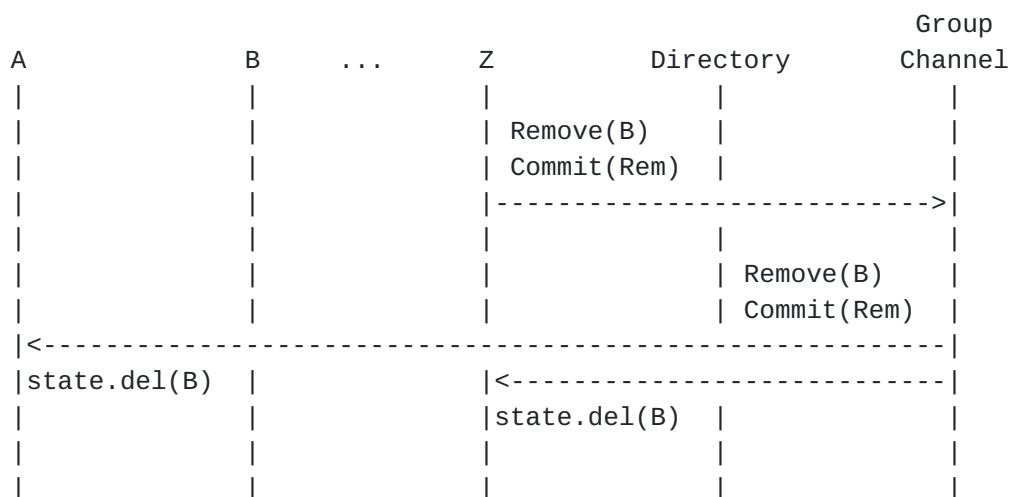 Group
A B ... Z Directory Channel
| | | | |
| | | Remove(B) | |
| | | Commit(Rem) | |
| | |---------------------------->|
| | | | |
| | | | Remove(B) |
| | | | Commit(Rem) |
|<----------------------------------------------------------|
|state.del(B) | |<----------------------------|
| | |state.del(B) | |
| | | | |
| | | | |